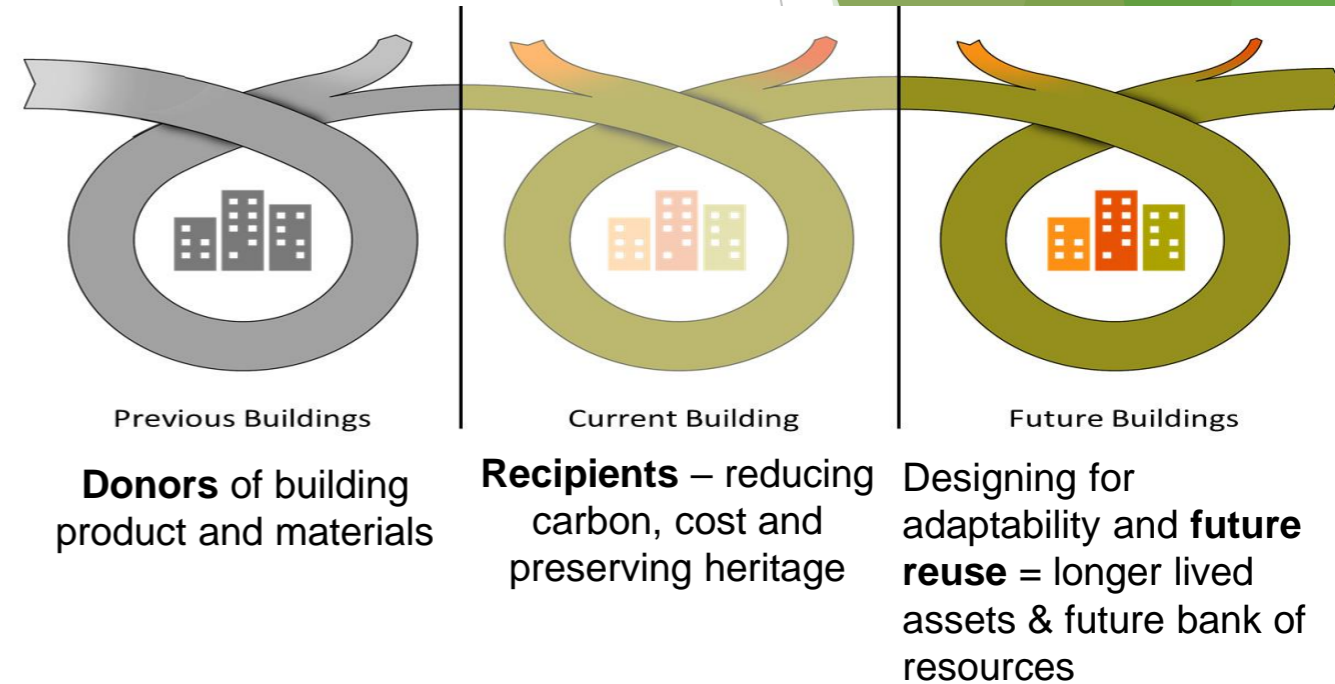 Previous Buildings
Donors of building
product and materials
Current Building
Recipients – reducing
carbon, cost and
preserving heritage
Future Buildings
Designing for
adaptability and future
reuse = longer lived
assets & future bank of
resources